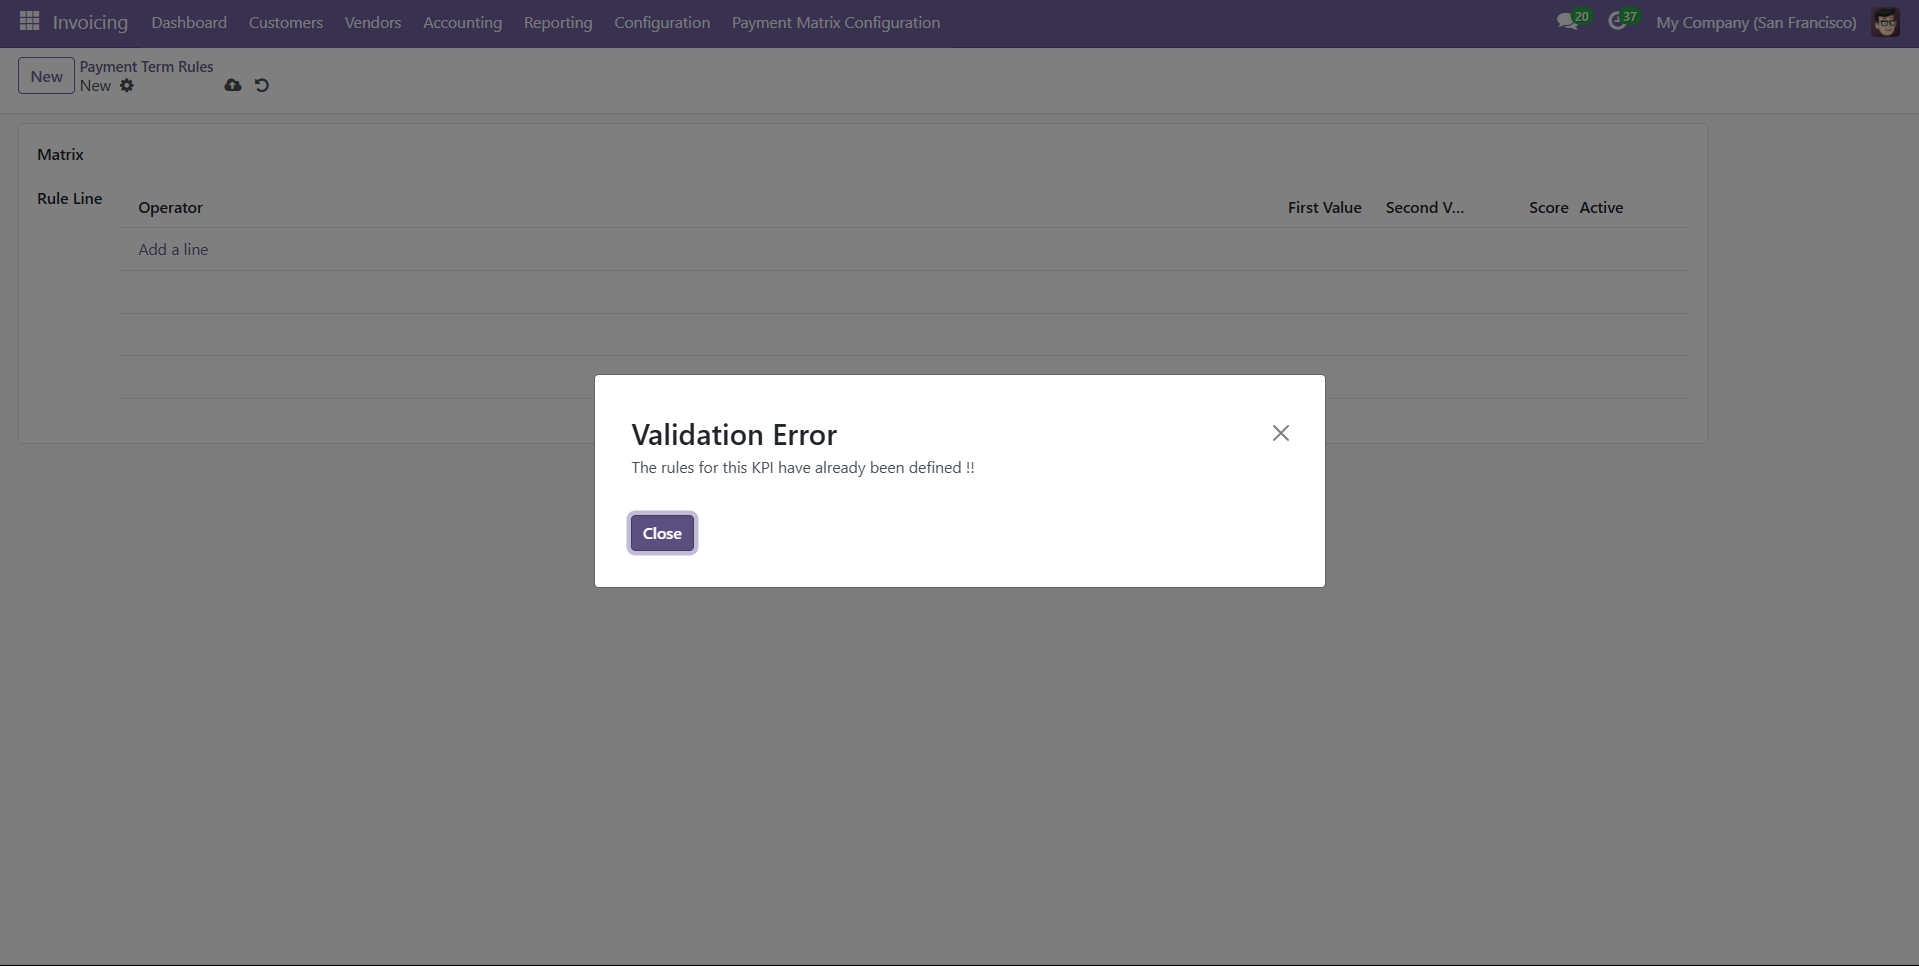 Invoicing Dashboard Customers Vendors Accounting Reporting Configuration Payment Matrix Configuration 20 37 My Company (San Francisco)
New Payment Term Rules
New
Matrix
Rule Line
Operator First Value Second V... Score Active
Add a line
Validation Error
The rules for this KPI have already been defined !!
Close